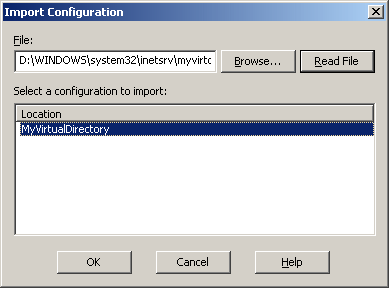 Import Configuration
File:
D:\WINDOWS\system32\inetsrv\myvirtc
Browse...
Read File
Select a configuration to import:
Location
MyVirtualDirectory
OK
Cancel
Help